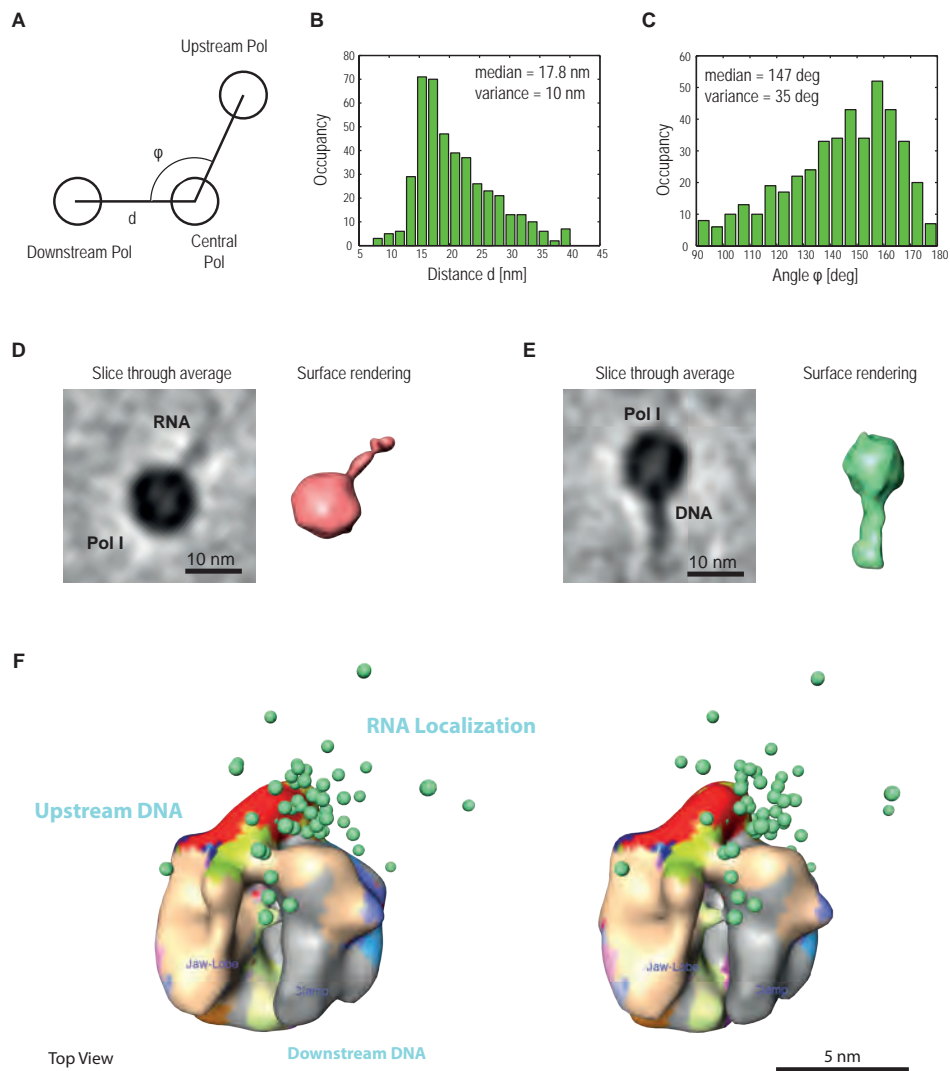 A
Upstream Pol
φ
d
Downstream Pol
Central
Pol
B
median = 17.8 nm
variance = 10 nm
Occupancy
80
70
60
50
40
30
20
10
0
5 10 15 20 25 30 35 40 45
Distance d [nm]
C
median = 147 deg
variance = 35 deg
Occupancy
60
50
40
30
20
10
0
90 100 110 120 130 140 150 160 170 180
Angle φ [deg]
D
Slice through average
Surface rendering
RNA
Pol I
10 nm
E
Slice through average
Surface rendering
Pol I
DNA
10 nm
F
RNA Localization
Upstream DNA
Jaw-Lobe
Clamp
Jaw-Lobe
Clamp
Top View
Downstream DNA
5 nm